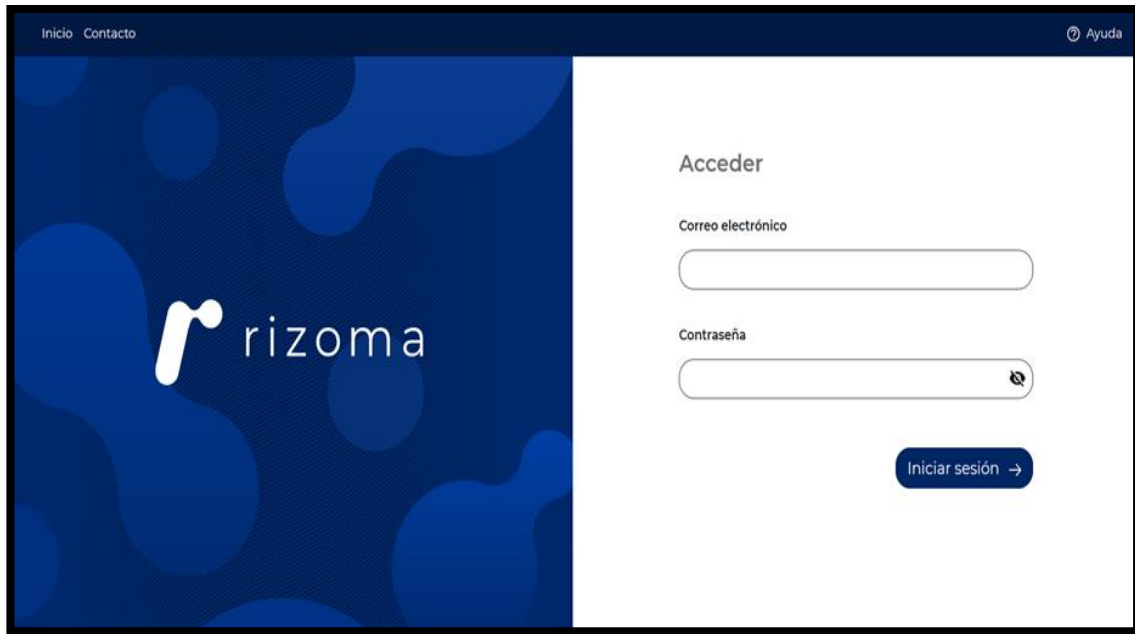 Inicio Contacto
Ayuda
rizoma
Acceder
Correo electrónico
Contraseña
Iniciar sesión →